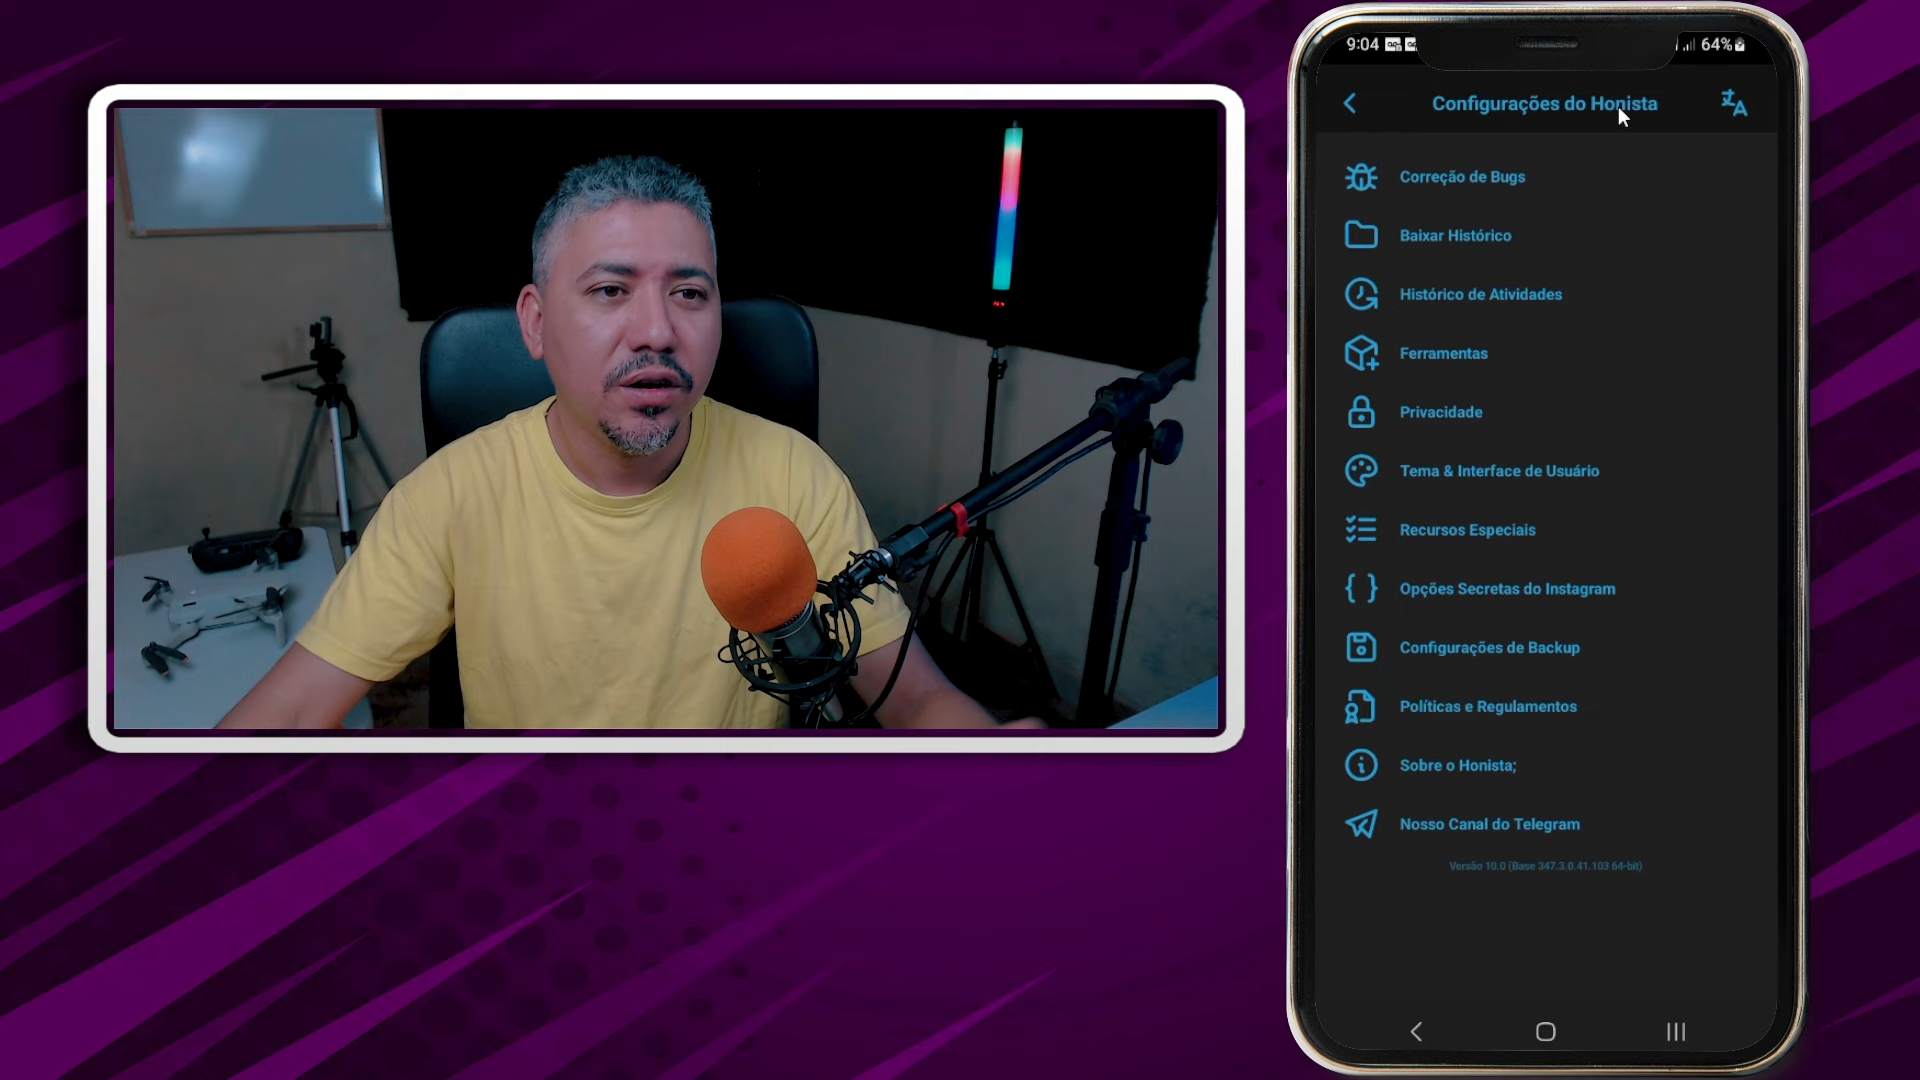 9:04
64%
Configurações do Honista
Correção de Bugs
Baixar Histórico
Histórico de Atividades
Ferramentas
Privacidade
Tema & Interface de Usuário
Recursos Especiais
Opções Secretas do Instagram
Configurações de Backup
Políticas e Regulamentos
Sobre o Honista;
Nosso Canal do Telegram
Versão 10.0 (Base 347.3.0.41.103 64-bit)